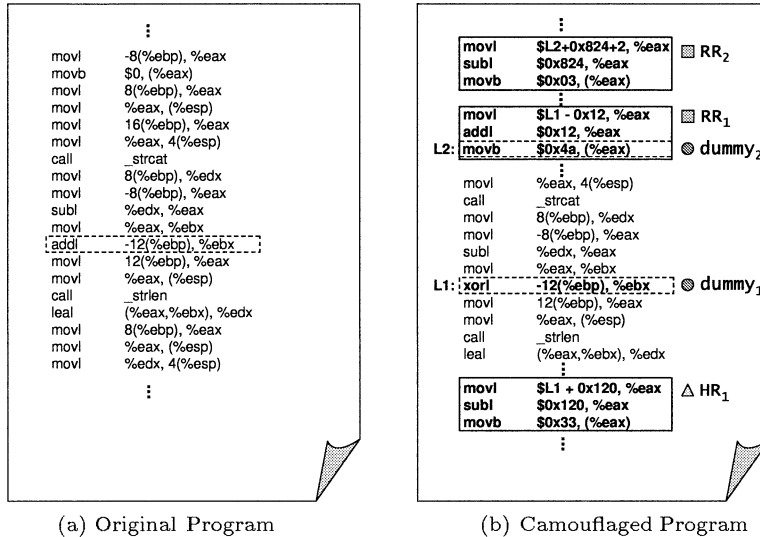 movl -8(%ebp), %eax
movb $0, (%eax)
movl 8(%ebp), %eax
movl %eax, (%esp)
movl 16(%ebp), %eax
movl %eax, 4(%esp)
call _strcat
movl 8(%ebp), %edx
movl -8(%ebp), %eax
subl %edx, %eax
movl %eax, %ebx
addl -12(%ebp), %ebx
movl 12(%ebp), %eax
movl %eax, (%esp)
call _strlen
leal (%eax,%ebx), %edx
movl 8(%ebp), %eax
movl %eax, (%esp)
movl %edx, 4(%esp)
(a) Original Program
movl $L2+0x824+2, %eax
subl $0x824, %eax RR2
movb $0x03, (%eax)
movl $L1 - 0x12, %eax RR1
addl $0x12, %eax
L2: movb $0x4a, (%eax) dummy2
movl %eax, 4(%esp)
call _strcat
movl 8(%ebp), %edx
movl -8(%ebp), %eax
subl %edx, %eax
movl %eax, %ebx
L1: xorl -12(%ebp), %ebx dummy1
movl 12(%ebp), %eax
movl %eax, (%esp)
call _strlen
leal (%eax,%ebx), %edx
movl $L1 + 0x120, %eax HR1
subl $0x120, %eax
movb $0x33, (%eax)
(b) Camouflaged Program